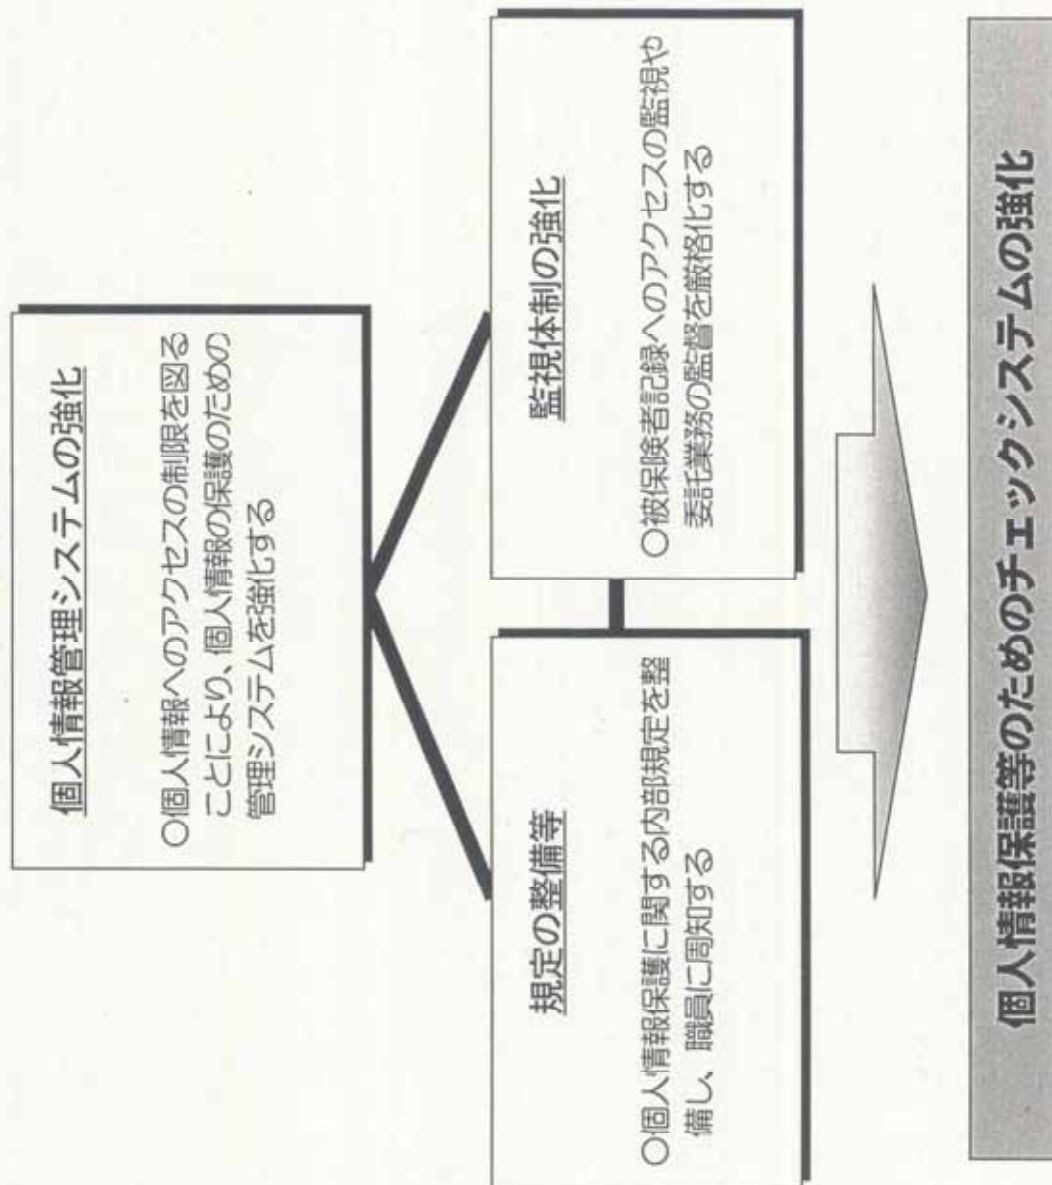 個人情報管理システムの強化
○個人情報へのアクセスの制限を図る
ことにより、個人情報の保護のための
管理システムを強化する
規定の整備等
○個人情報保護に関する内部規定を整
備し、職員に周知する
監視体制の強化
○被保険者記録へのアクセスの監視や
委託業務の監督を厳格化する
個人情報保護等のためのチェックシステムの強化